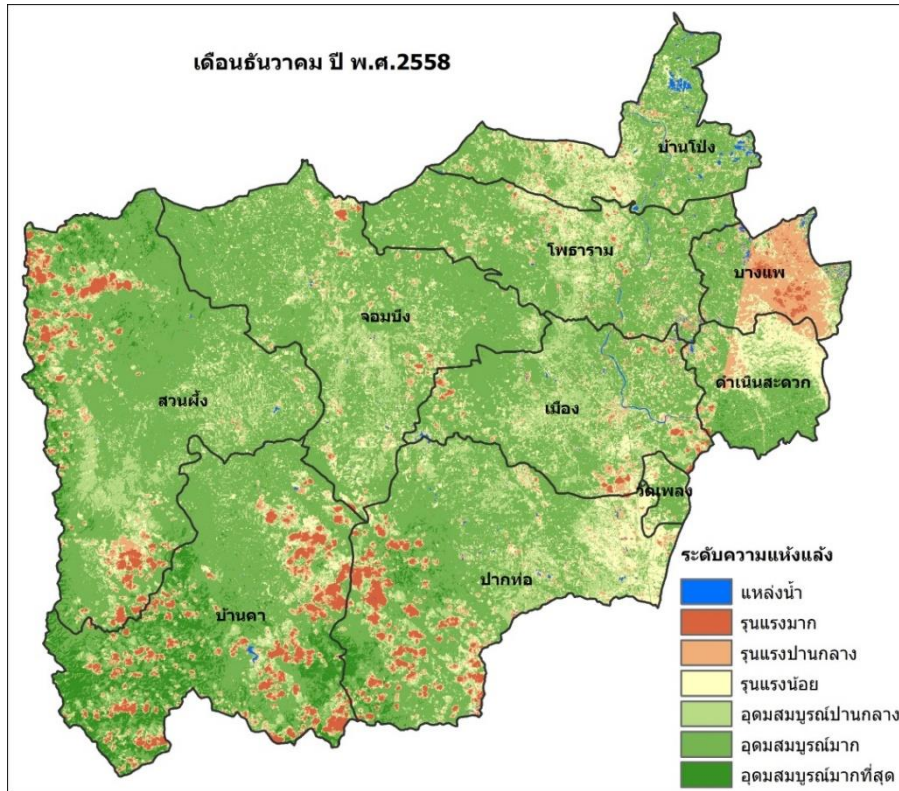 เดือนธันวาคม ปี พ.ศ.2558
บ้านโป่ง
โพธาราม
บางแพ
จอมบึง
ดำเนินสะดวก
สวนผึ้ง
เมือง
วัดเพลง
ปากท่อ
บ้านคา
ระดับความแห้งแล้ง
แหล่งน้ำ
รุนแรงมาก
รุนแรงปานกลาง
รุนแรงน้อย
อุดมสมบูรณ์ปานกลาง
อุดมสมบูรณ์มาก
อุดมสมบูรณ์มากที่สุด